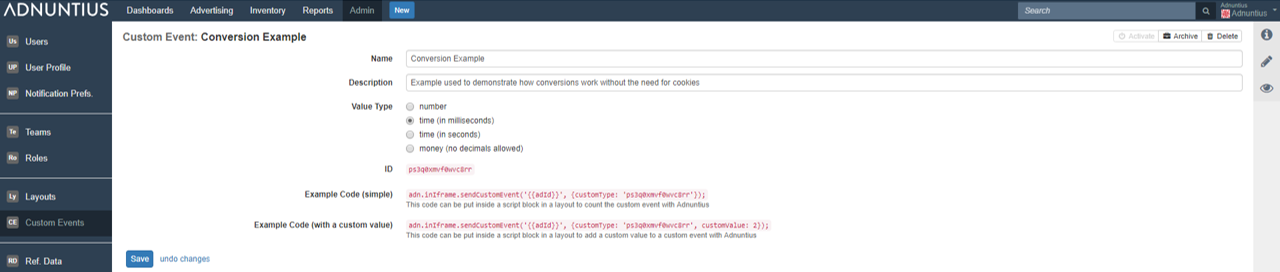 ADNUNTIUS Dashboards Advertising Inventory Reports Admin New Search Adnuntius
Adnuntius
Us Users
UP User Profile
NP Notification Prefs.
Te Teams
Ro Roles
Ly Layouts
CE Custom Events
RD Ref. Data
Custom Event: Conversion Example
Activate Archive Delete
Name Conversion Example
Description Example used to demonstrate how conversions work without the need for cookies
Value Type number
time (in milliseconds)
time (in seconds)
money (no decimals allowed)
ID ps3q0xmvf0wvc8rr
Example Code (simple) adn.inIframe.sendCustomEvent('{{adId}}', {customType: 'ps3q0xmvf0wvc8rr'});
This code can be put inside a script block in a layout to count the custom event with Adnuntius
Example Code (with a custom value) adn.inIframe.sendCustomEvent('{{adId}}', {customType: 'ps3q0xmvf0wvc8rr', customValue: 2});
This code can be put inside a script block in a layout to add a custom value to a custom event with Adnuntius
Save undo changes